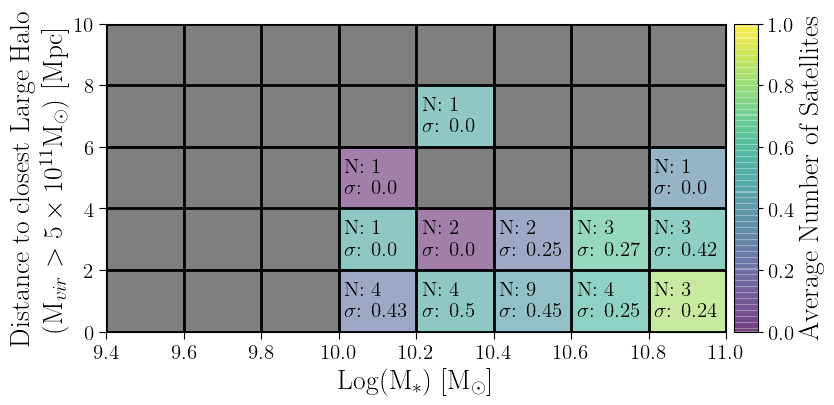 Distance to closest Large Halo
(M_{vir} > 5 × 10^{11}M_⊙) [Mpc]
10
8
6
4
2
0
N: 1
σ: 0.0
N: 1
σ: 0.0
N: 1
σ: 0.0
N: 1
σ: 0.0
N: 2
σ: 0.0
N: 2
σ: 0.25
N: 3
σ: 0.27
N: 3
σ: 0.42
N: 4
σ: 0.43
N: 4
σ: 0.5
N: 9
σ: 0.45
N: 4
σ: 0.25
N: 3
σ: 0.24
9.4 9.6 9.8 10.0 10.2 10.4 10.6 10.8 11.0
Log(M_*) [M_⊙]
1.0
0.8
0.6
0.4
0.2
0.0
Average Number of Satellites